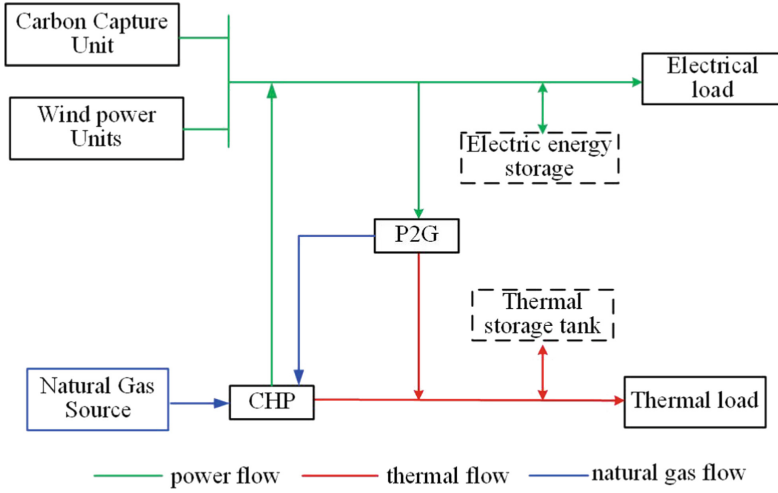 Carbon Capture
Unit
Wind power
Units
Electrical
load
Electric energy
storage
P2G
Thermal
storage tank
Natural Gas
Source
CHP
Thermal load
power flow
thermal flow
natural gas flow